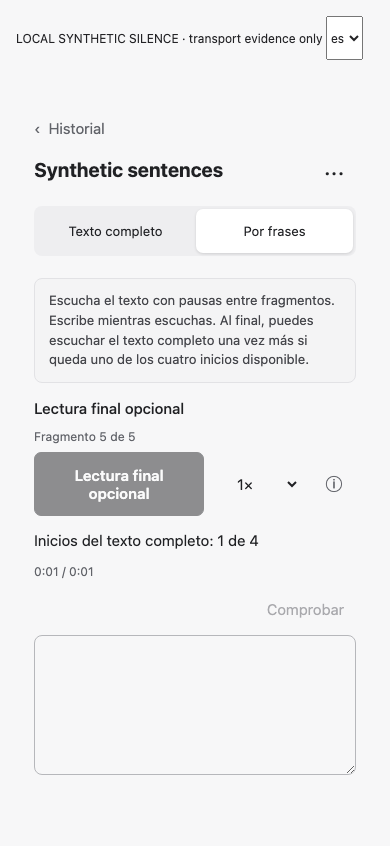 LOCAL SYNTHETIC SILENCE · transport evidence only es
‹ Historial
Synthetic sentences ...
Texto completo Por frases
Escucha el texto con pausas entre fragmentos.
Escribe mientras escuchas. Al final, puedes
escuchar el texto completo una vez más si
queda uno de los cuatro inicios disponible.
Lectura final opcional
Fragmento 5 de 5
Lectura final
opcional
1×
Inicios del texto completo: 1 de 4
0:01 / 0:01
Comprobar